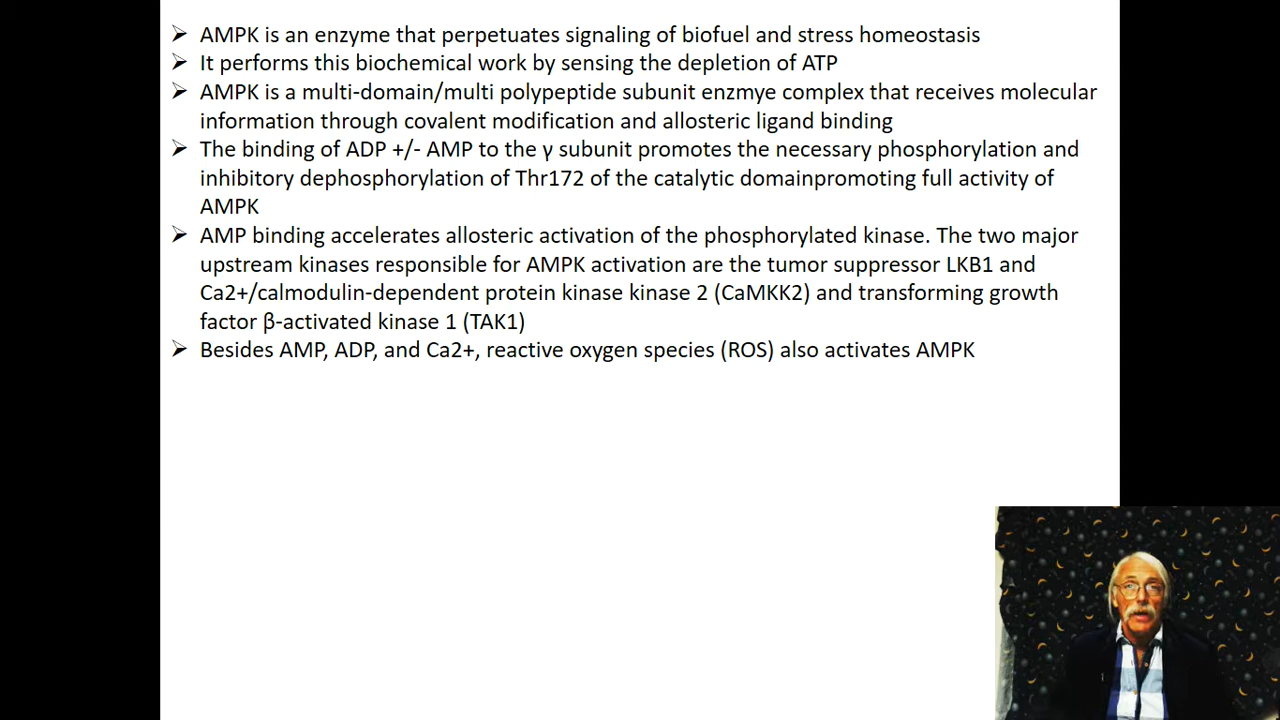 ➢ AMPK is an enzyme that perpetuates signaling of biofuel and stress homeostasis
➢ It performs this biochemical work by sensing the depletion of ATP
➢ AMPK is a multi-domain/multi polypeptide subunit enzmye complex that receives molecular
information through covalent modification and allosteric ligand binding
➢ The binding of ADP +/- AMP to the γ subunit promotes the necessary phosphorylation and
inhibitory dephosphorylation of Thr172 of the catalytic domainpromoting full activity of
AMPK
➢ AMP binding accelerates allosteric activation of the phosphorylated kinase. The two major
upstream kinases responsible for AMPK activation are the tumor suppressor LKB1 and
Ca2+/calmodulin-dependent protein kinase kinase 2 (CaMKK2) and transforming growth
factor β-activated kinase 1 (TAK1)
➢ Besides AMP, ADP, and Ca2+, reactive oxygen species (ROS) also activates AMPK